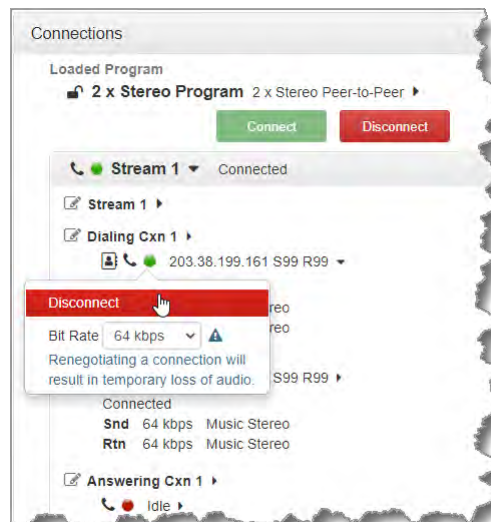 Connections
Loaded Program
2 x Stereo Program 2 x Stereo Peer-to-Peer
Connect Disconnect
Stream 1 Connected
Stream 1
Dialing Cxn 1
203.38.199.161 S99 R99
Disconnect
Bit Rate 64 kbps
Renegotiating a connection will
result in temporary loss of audio.
S99 R99
Connected
Snd 64 kbps Music Stereo
Rtn 64 kbps Music Stereo
Answering Cxn 1
Idle